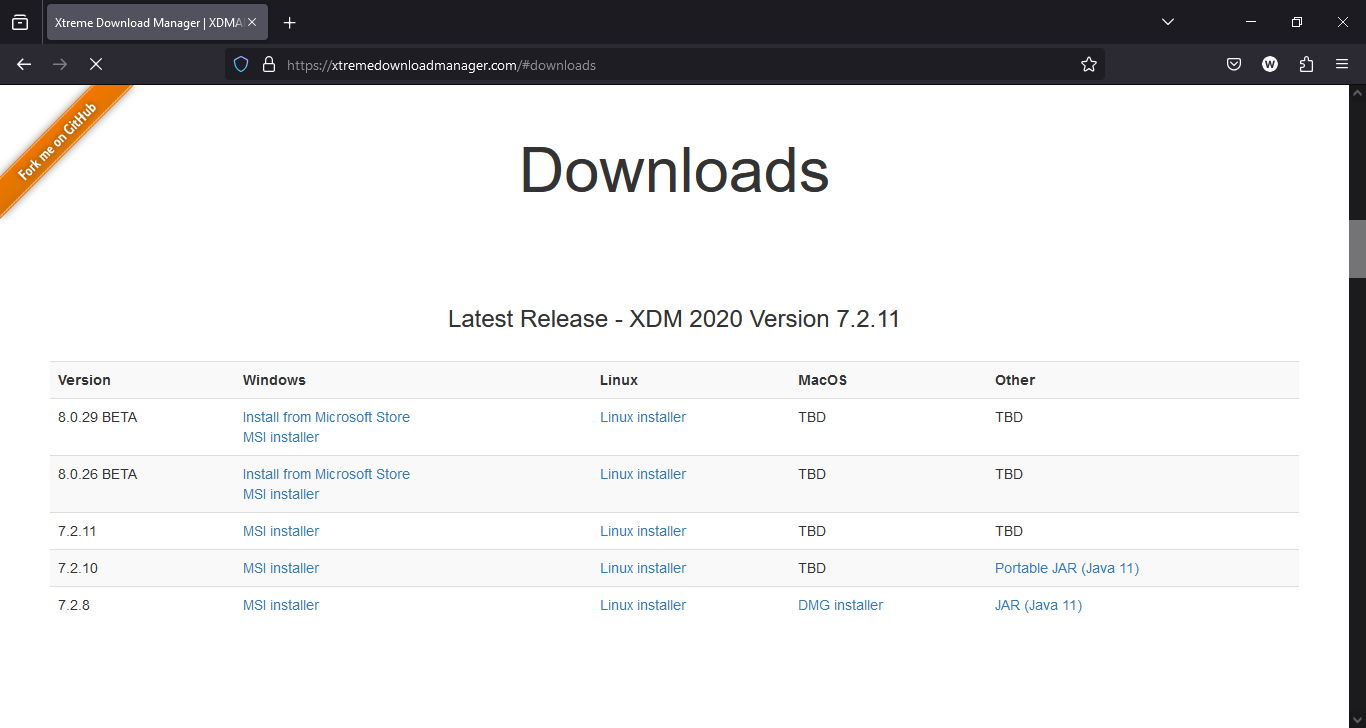 Xtreme Download Manager | XDMA
https://xtremedownloadmanager.com/#downloads
W
Fork me on GitHub
Downloads
Latest Release - XDM 2020 Version 7.2.11
Version Windows Linux MacOS Other
8.0.29 BETA Install from Microsoft Store Linux installer TBD TBD
MSI installer
8.0.26 BETA Install from Microsoft Store Linux installer TBD TBD
MSI installer
7.2.11 MSI installer Linux installer TBD TBD
7.2.10 MSI installer Linux installer TBD Portable JAR (Java 11)
7.2.8 MSI installer Linux installer DMG installer JAR (Java 11)